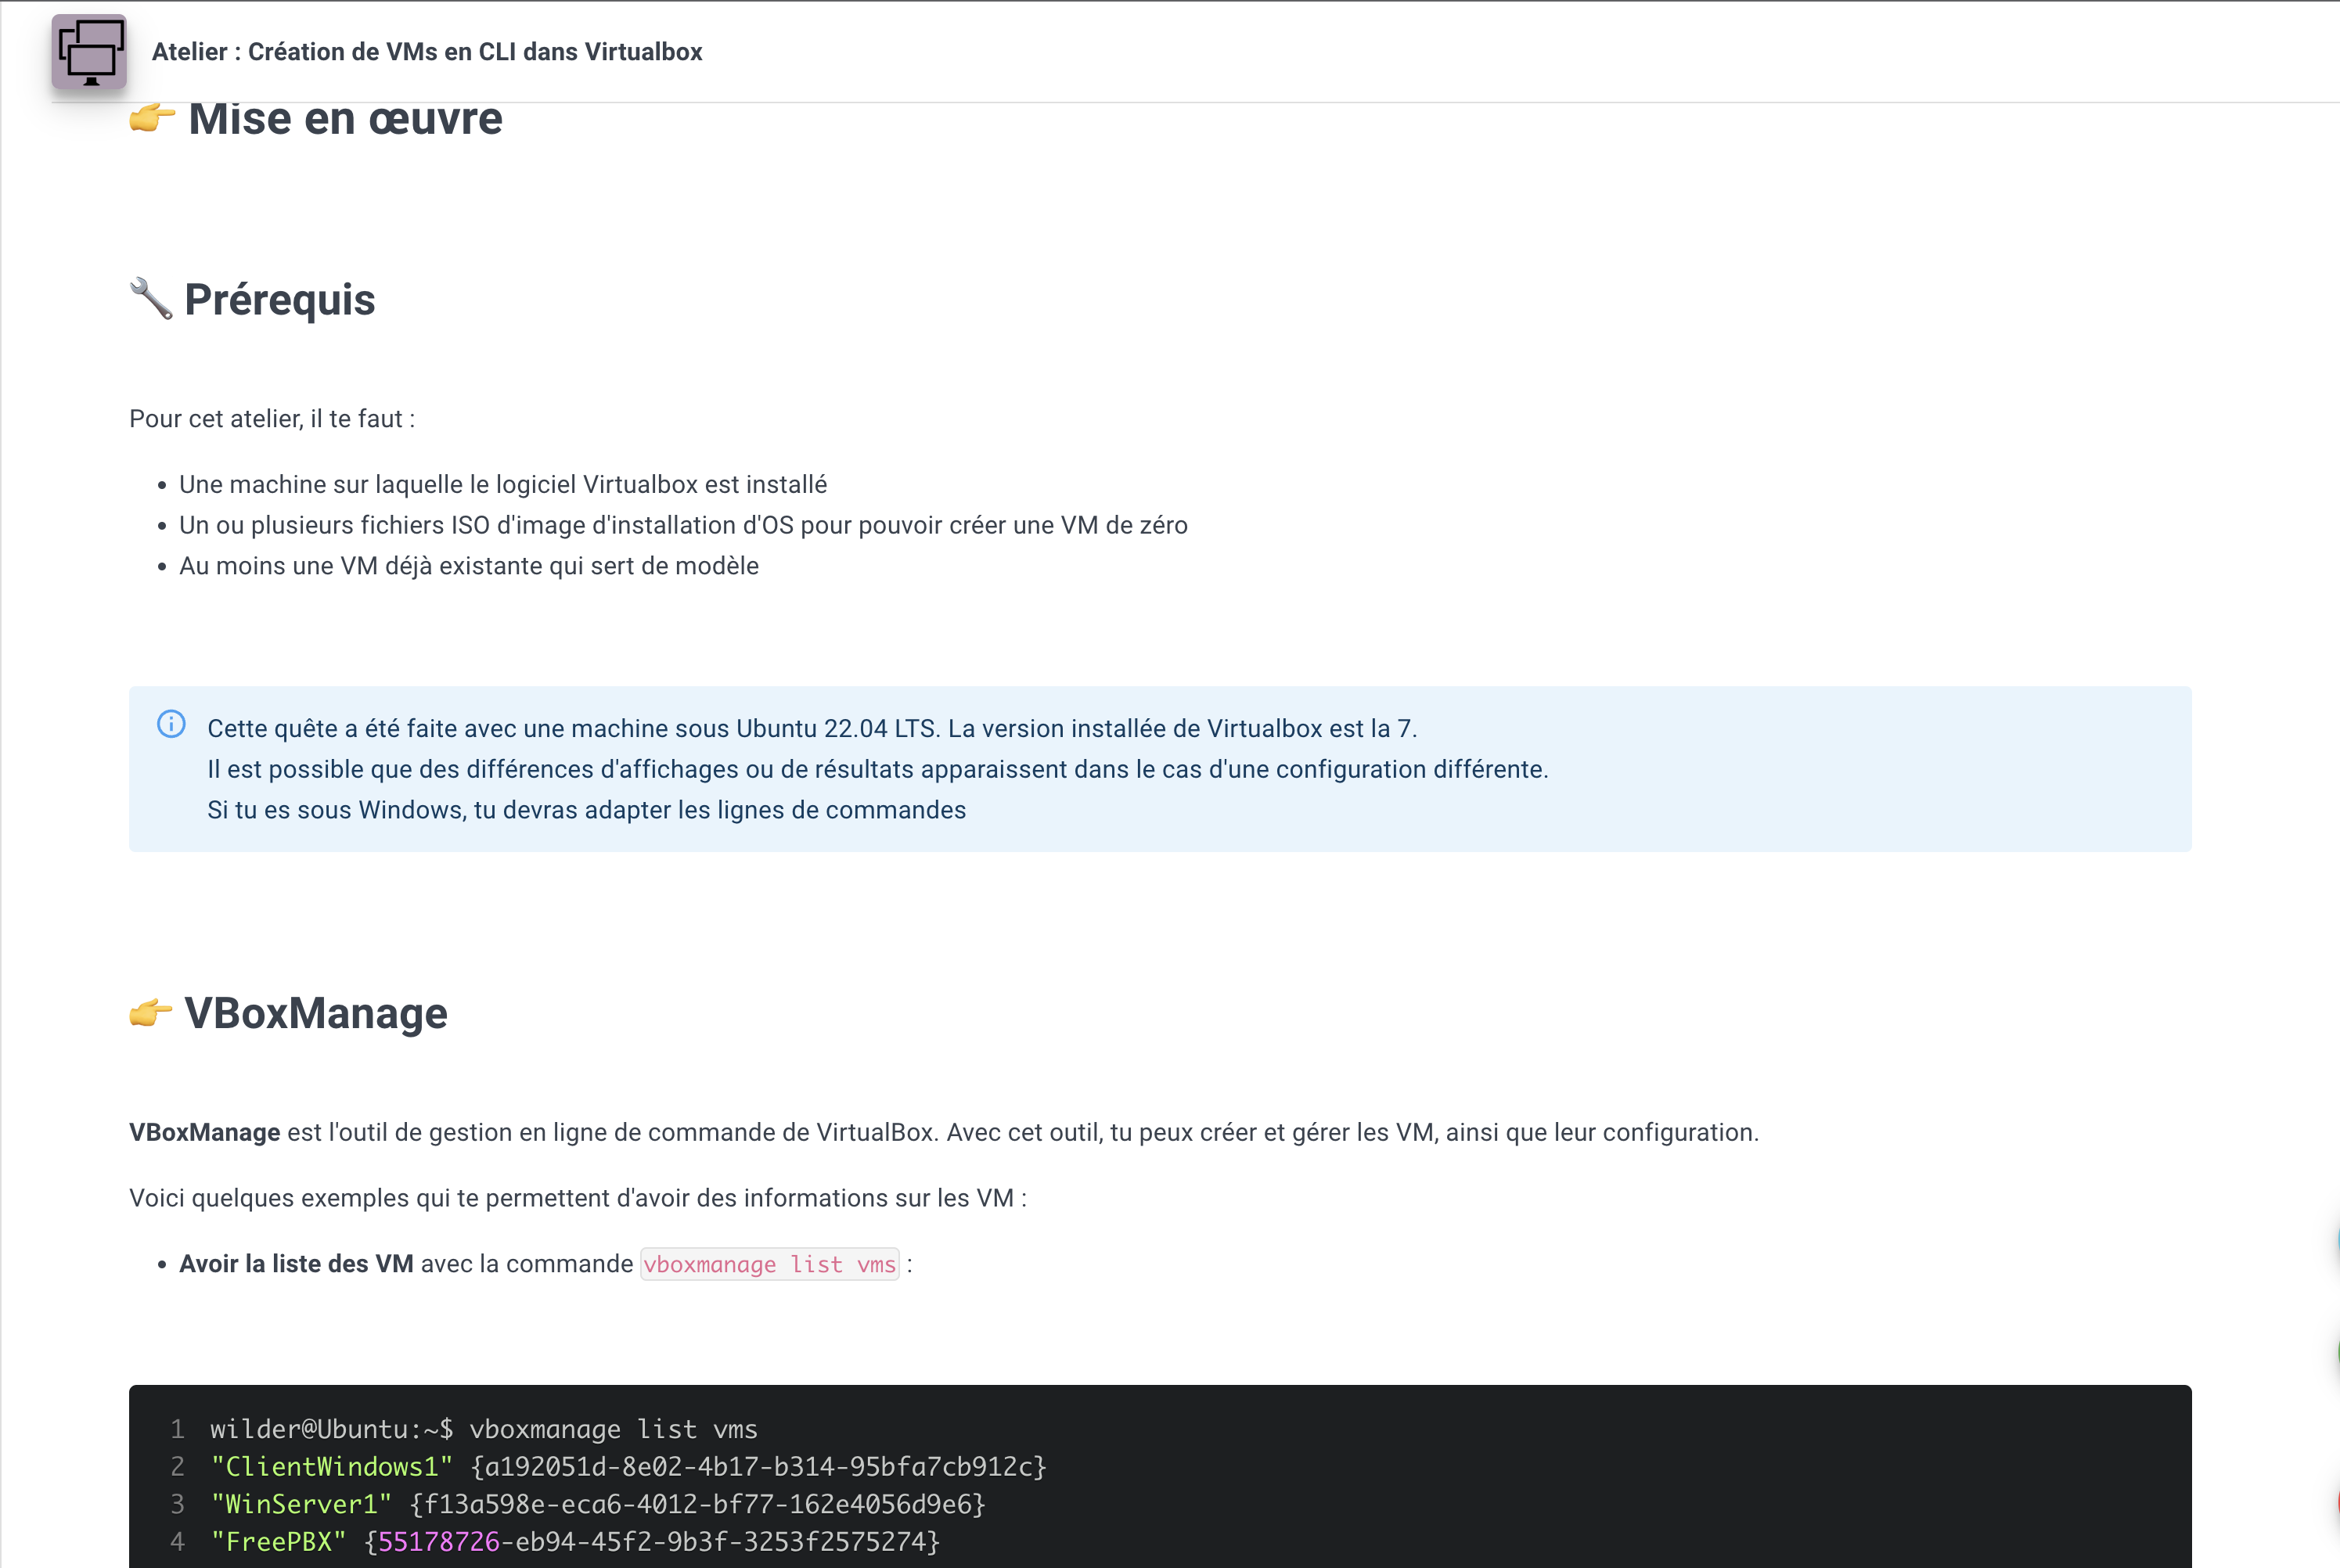 Atelier : Création de VMs en CLI dans Virtualbox
👉 Mise en œuvre
🔧 Prérequis
Pour cet atelier, il te faut :
• Une machine sur laquelle le logiciel Virtualbox est installé
• Un ou plusieurs fichiers ISO d'image d'installation d'OS pour pouvoir créer une VM de zéro
• Au moins une VM déjà existante qui sert de modèle
Cette quête a été faite avec une machine sous Ubuntu 22.04 LTS. La version installée de Virtualbox est la 7.
Il est possible que des différences d'affichages ou de résultats apparaissent dans le cas d'une configuration différente.
Si tu es sous Windows, tu devras adapter les lignes de commandes
👉 VBoxManage
VBoxManage est l'outil de gestion en ligne de commande de VirtualBox. Avec cet outil, tu peux créer et gérer les VM, ainsi que leur configuration.
Voici quelques exemples qui te permettent d'avoir des informations sur les VM :
• Avoir la liste des VM avec la commande vboxmanage list vms :
1 wilder@Ubuntu:~$ vboxmanage list vms
2 "ClientWindows1" {a192051d-8e02-4b17-b314-95bfa7cb912c}
3 "WinServer1" {f13a598e-eca6-4012-bf77-162e4056d9e6}
4 "FreePBX" {55178726-eb94-45f2-9b3f-3253f2575274}